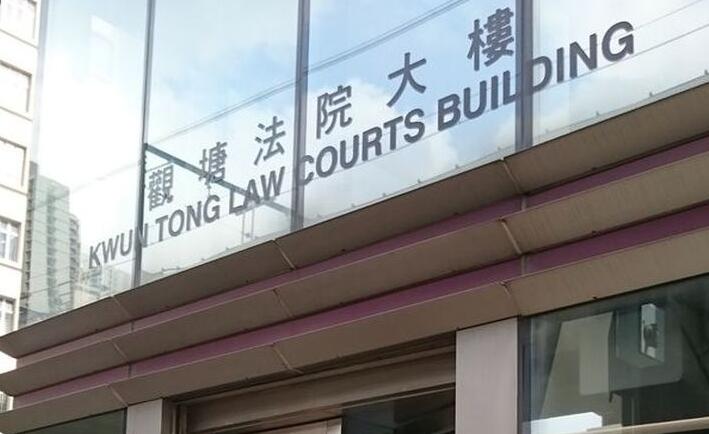 觀塘法院大樓
KWUN TONG LAW COURTS BUILDING